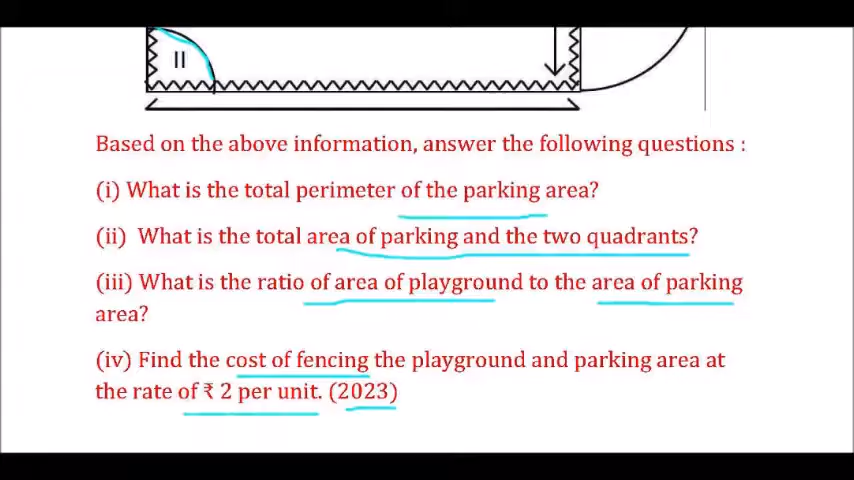 II
Based on the above information, answer the following questions :
(i) What is the total perimeter of the parking area?
(ii) What is the total area of parking and the two quadrants?
(iii) What is the ratio of area of playground to the area of parking
area?
(iv) Find the cost of fencing the playground and parking area at
the rate of ₹ 2 per unit. (2023)